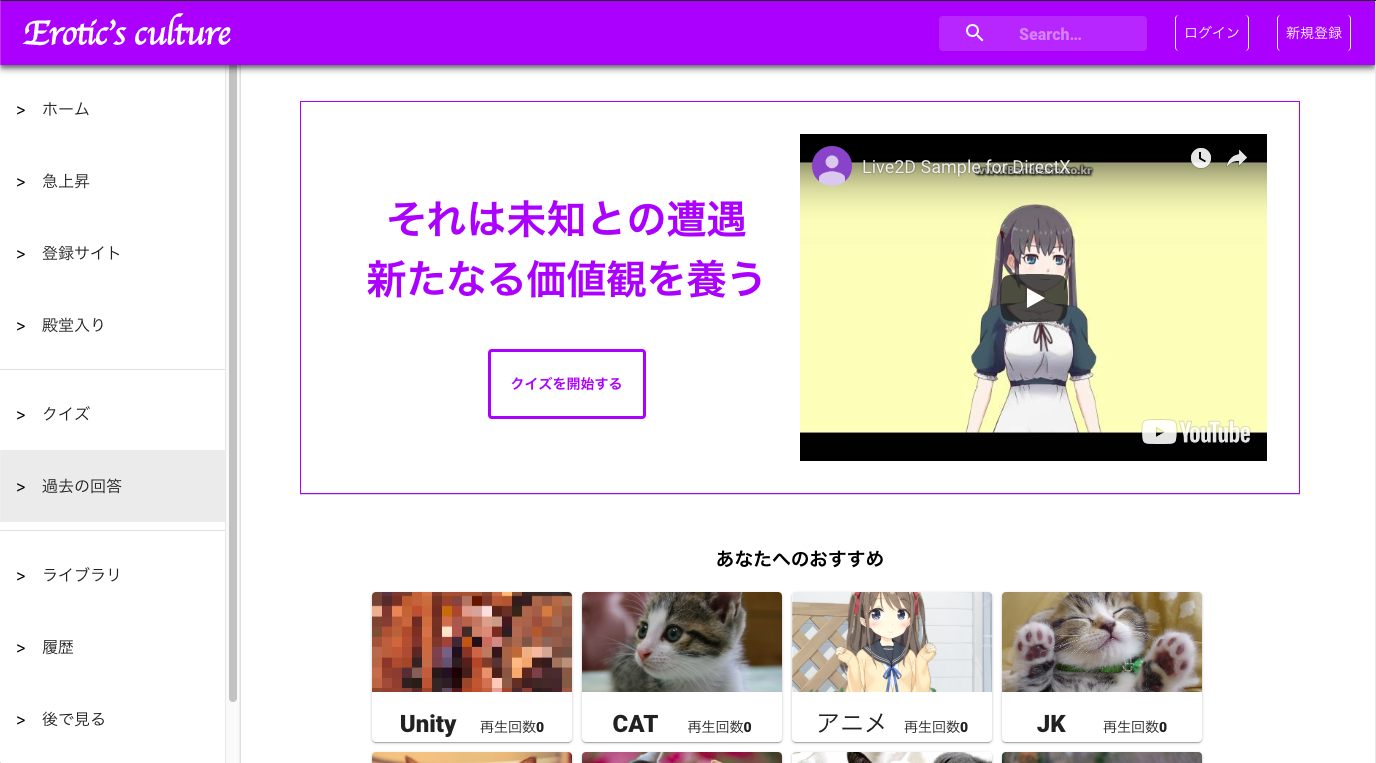 Erotic's culture
Search…
ログイン
新規登録
> ホーム
> 急上昇
> 登録サイト
> 殿堂入り
> クイズ
> 過去の回答
> ライブラリ
> 履歴
> 後で見る
それは未知との遭遇
新たなる価値観を養う
クイズを開始する
Live2D Sample for DirectX
YouTube
あなたへのおすすめ
Unity 再生回数0
CAT 再生回数0
アニメ 再生回数0
JK 再生回数0